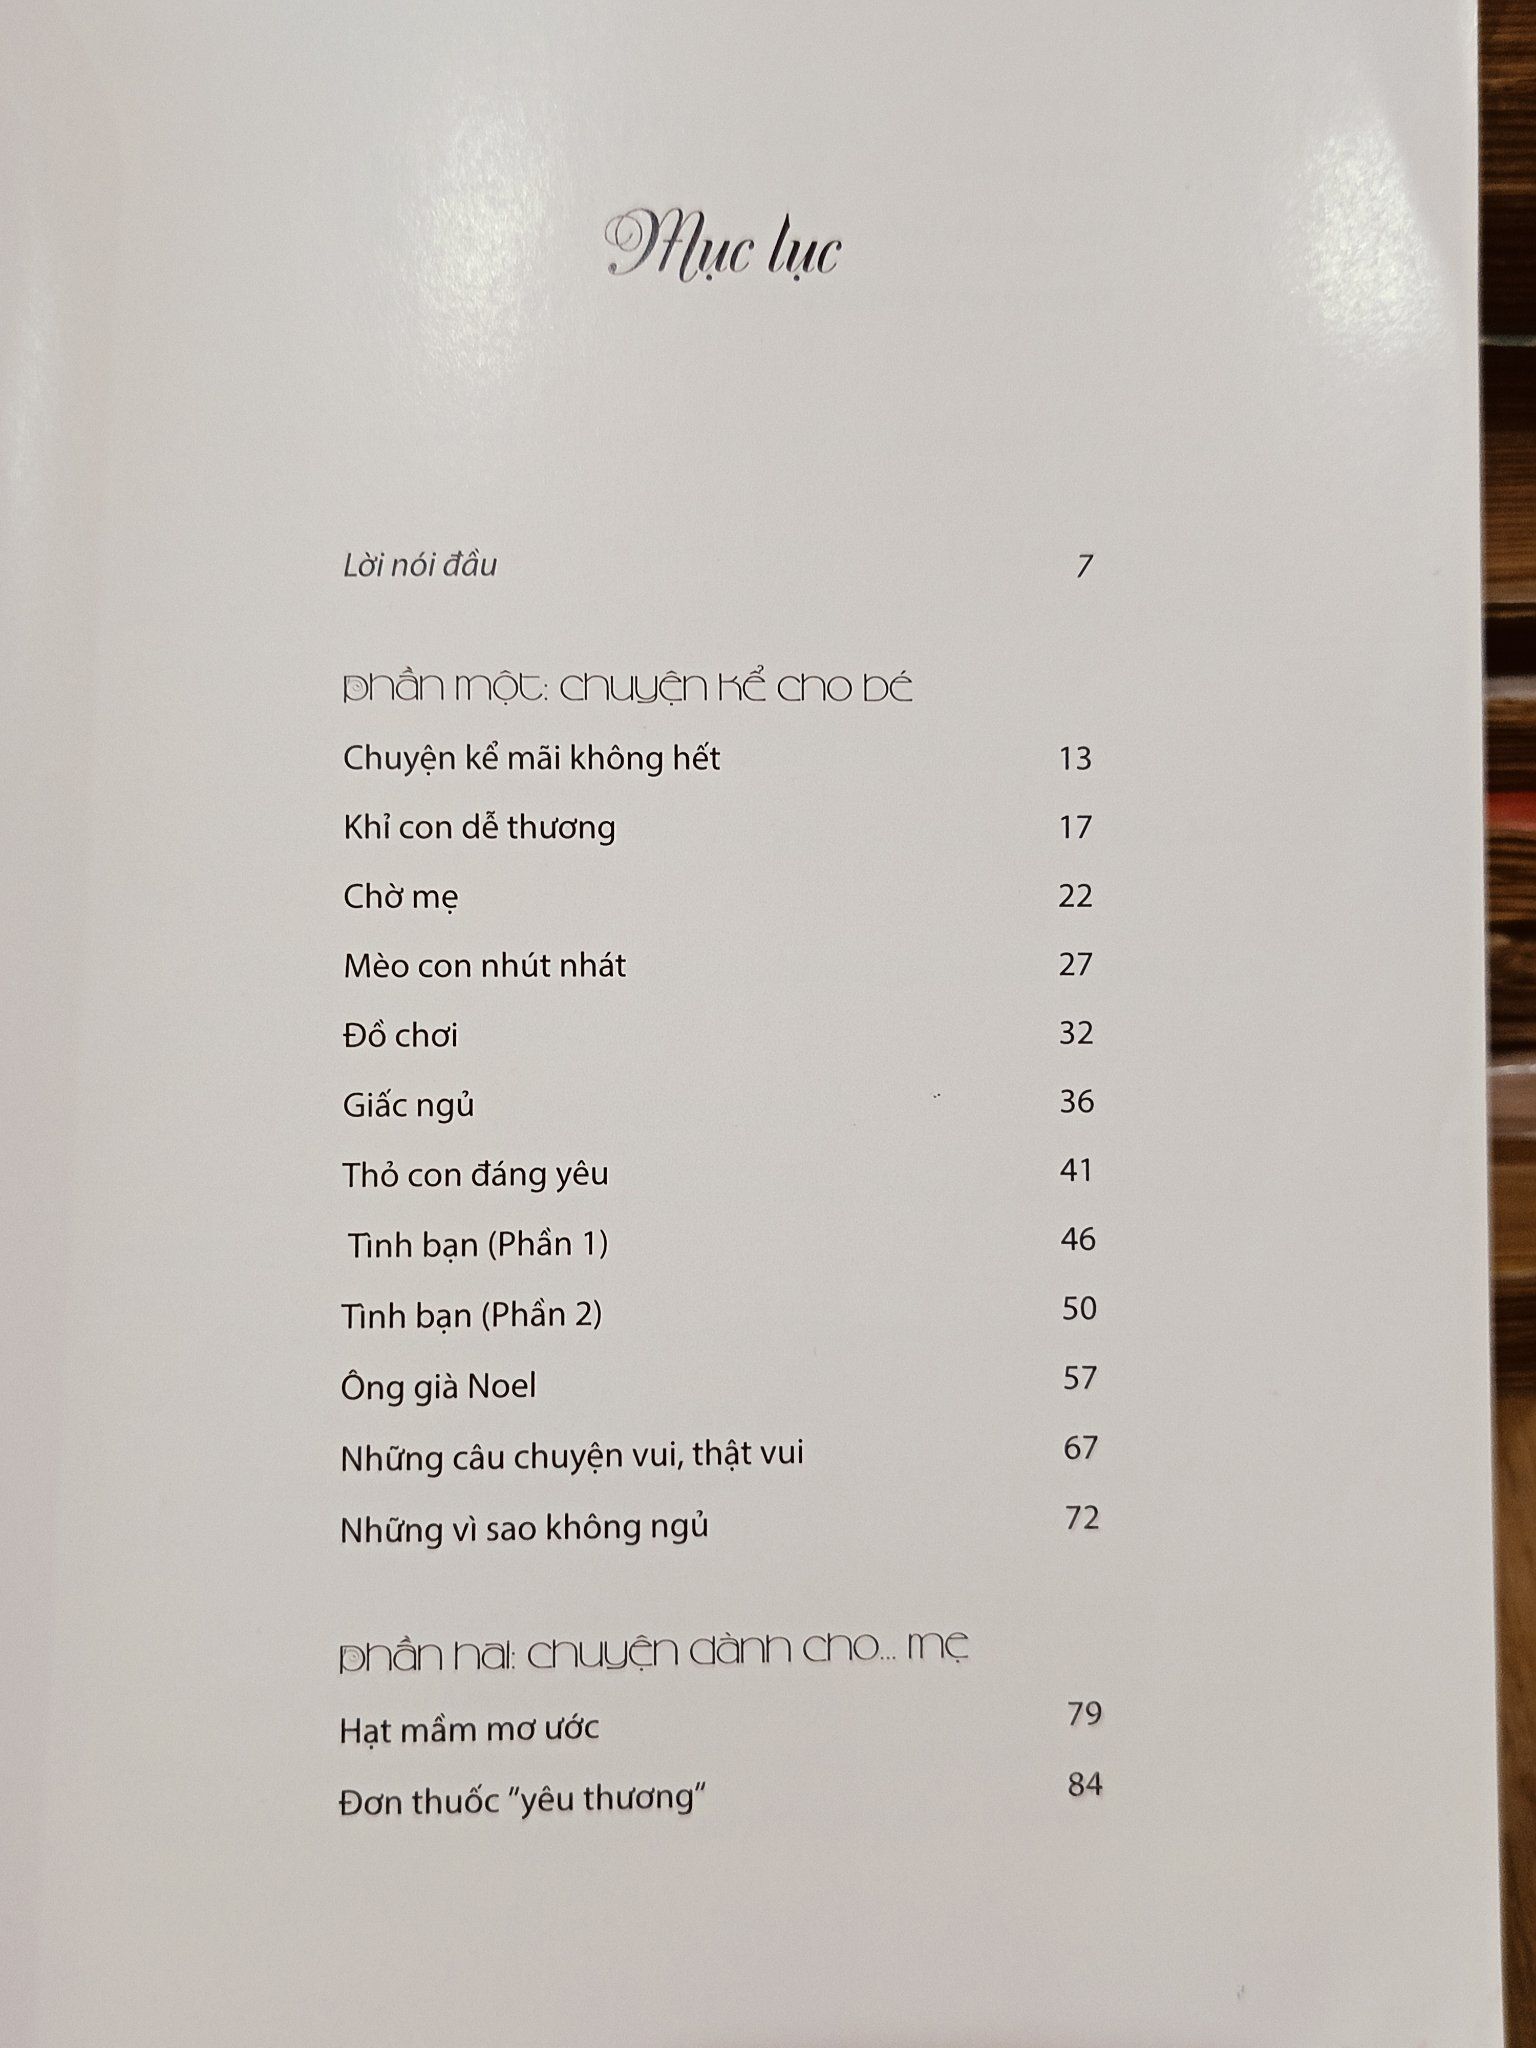 Mục lục
Lời nói đầu 7
Phần một: Chuyện kể cho bé
Chuyện kể mãi không hết 13
Khỉ con dễ thương 17
Chờ mẹ 22
Mèo con nhút nhát 27
Đồ chơi 32
Giấc ngủ 36
Thỏ con đáng yêu 41
Tình bạn (Phần 1) 46
Tình bạn (Phần 2) 50
Ông già Noel 57
Những câu chuyện vui, thật vui 67
Những vì sao không ngủ 72
Phần hai: Chuyện dành cho... mẹ
Hạt mầm mơ ước 79
Đơn thuốc "yêu thương" 84